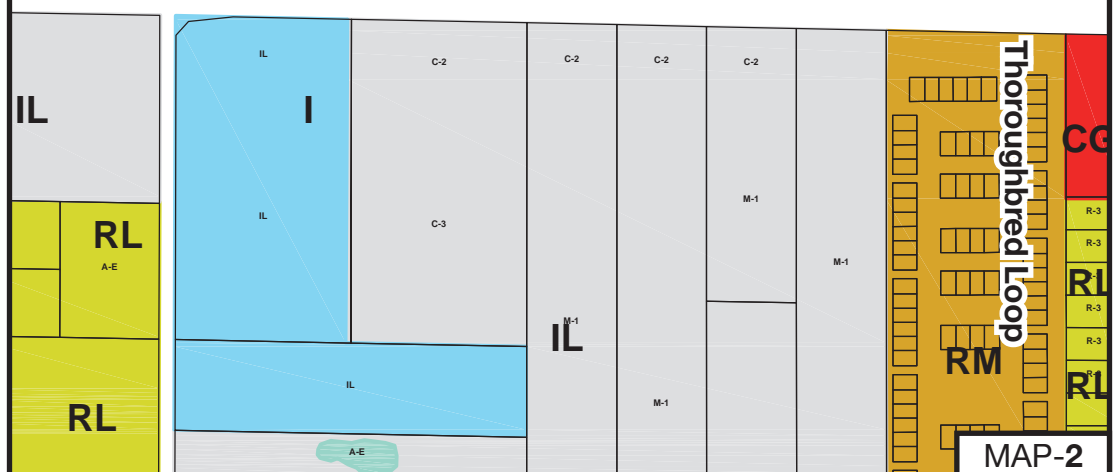 IL
RL
A-E
RL
IL
I
IL
IL
A-E
C-2
C-3
C-2
M-1
IL
C-2
M-1
C-2
M-1
M-1
Thoroughbred Loop
RM
CG
R-3
R-3
RL
R-3
R-3
RL
MAP-2